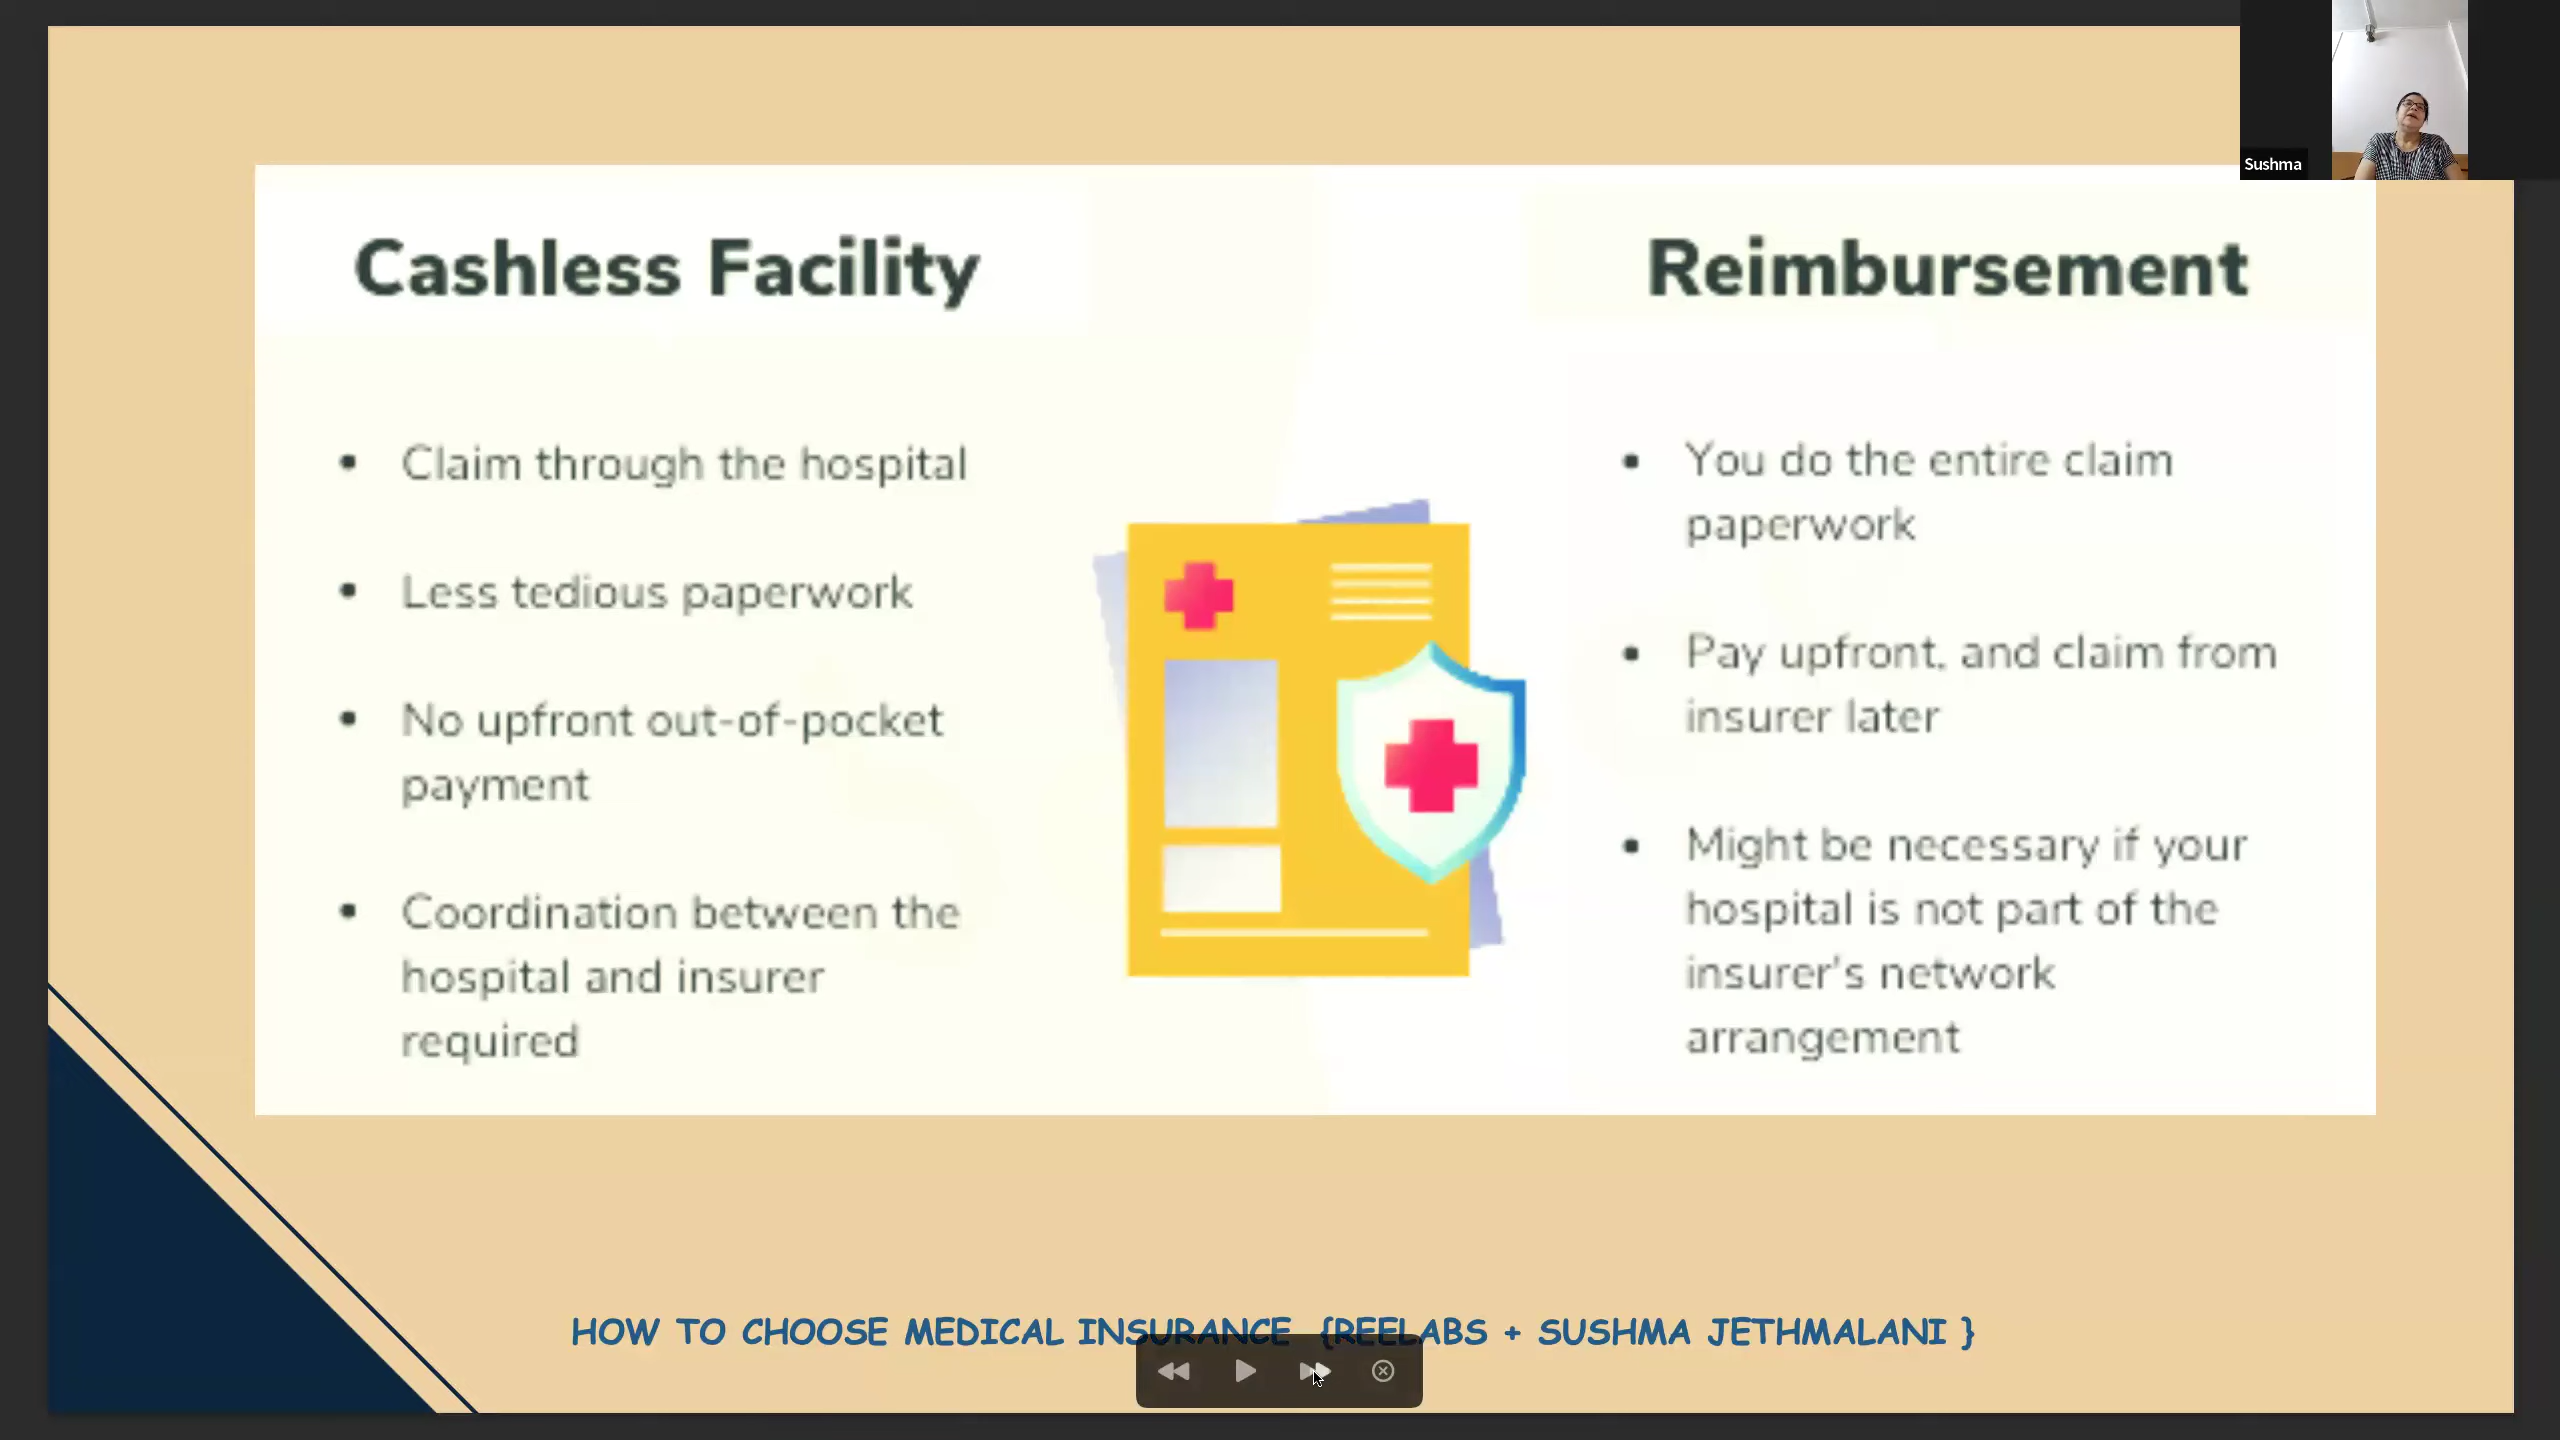 Sushma
Cashless Facility
• Claim through the hospital
• Less tedious paperwork
• No upfront out-of-pocket
payment
• Coordination between the
hospital and insurer
required
Reimbursement
• You do the entire claim
paperwork
• Pay upfront, and claim from
insurer later
• Might be necessary if your
hospital is not part of the
insurer's network
arrangement
HOW TO CHOOSE MEDICAL INSURANCE {REELABS + SUSHMA JETHMALANI }